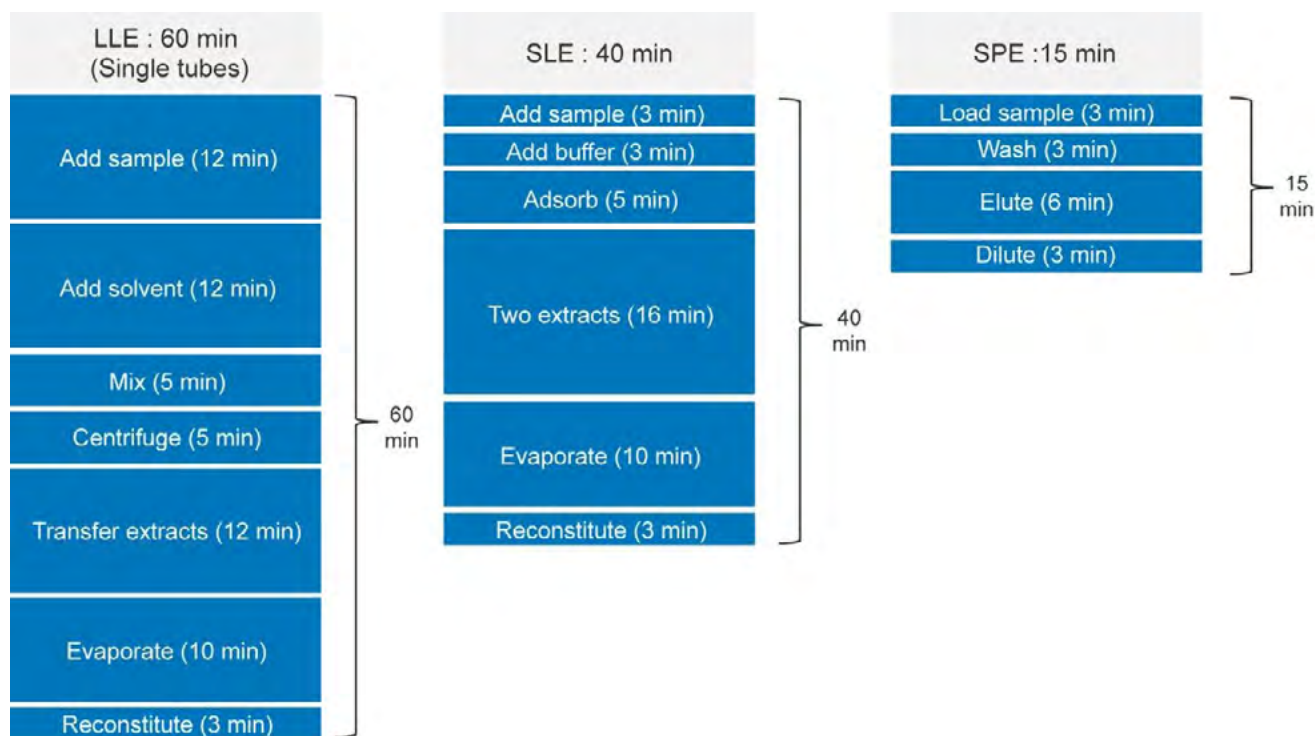 LLE : 60 min
(Single tubes)
Add sample (12 min)
Add solvent (12 min)
Mix (5 min)
Centrifuge (5 min)
Transfer extracts (12 min)
Evaporate (10 min)
Reconstitute (3 min)
60
min
SLE : 40 min
Add sample (3 min)
Add buffer (3 min)
Adsorb (5 min)
Two extracts (16 min)
Evaporate (10 min)
Reconstitute (3 min)
40
min
SPE :15 min
Load sample (3 min)
Wash (3 min)
Elute (6 min)
Dilute (3 min)
15
min